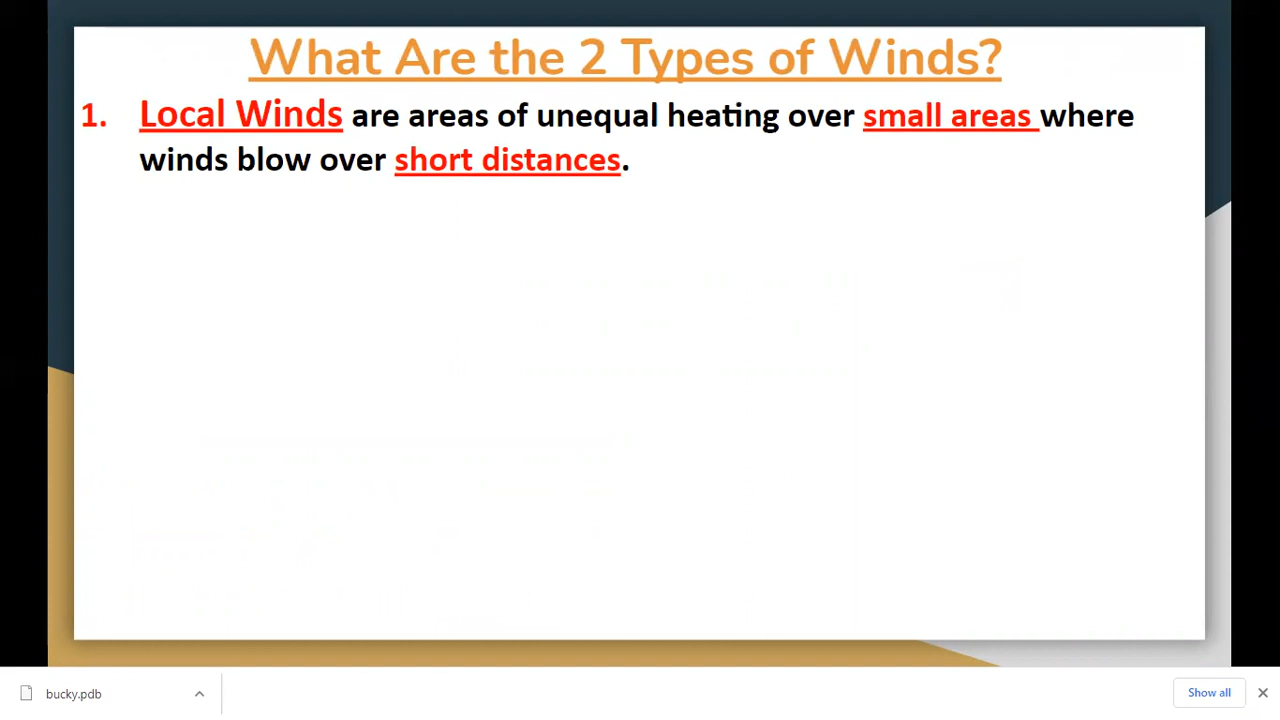 What Are the 2 Types of Winds?
1. Local Winds are areas of unequal heating over small areas where
winds blow over short distances.
bucky.pdb
Show all